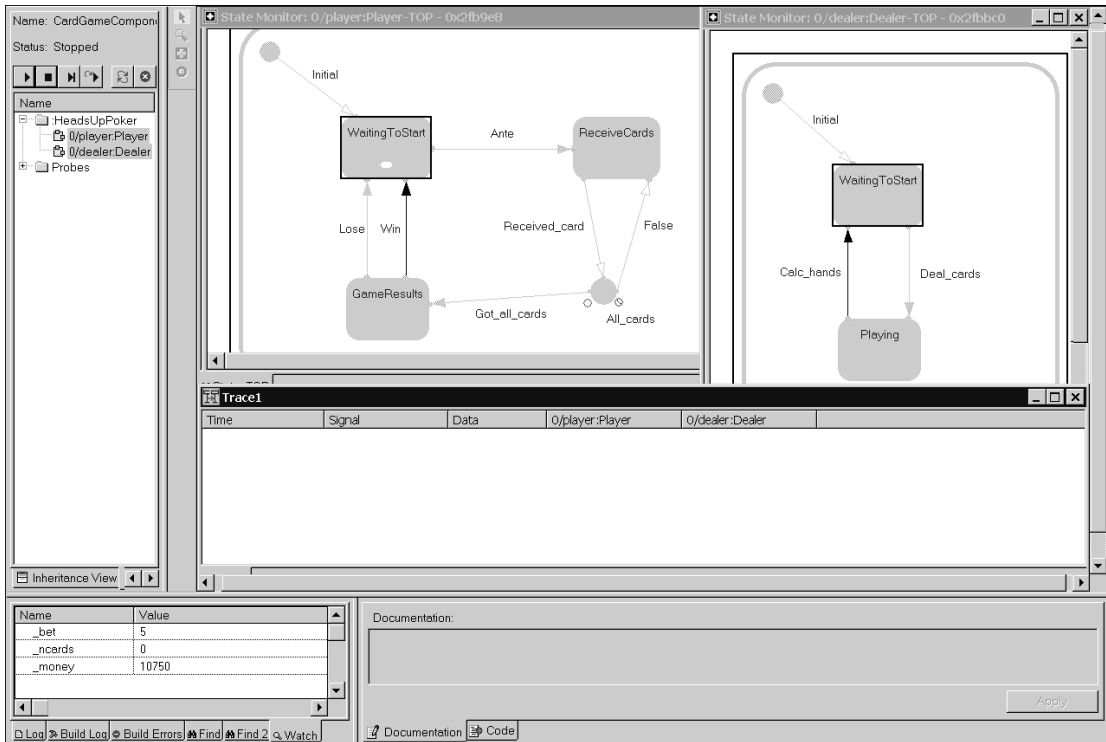 Name: CardGameCompon
Status: Stopped
Name
:HeadsUpPoker
0/player:Player
0/dealer:Dealer
Probes
Inheritance View
State Monitor: 0/player:Player-TOP - 0x2fb9e8
Initial
WaitingToStart
Ante
ReceiveCards
Lose
Win
Received_card
False
GameResults
Got_all_cards
All_cards
State Monitor: 0/dealer:Dealer-TOP - 0x2fbbc0
Initial
WaitingToStart
Calc_hands
Deal_cards
Playing
Trace1
Time Signal Data 0/player:Player 0/dealer:Dealer
Name Value
_bet 5
_ncards 0
_money 10750
Log Build Log Build Errors Find Find 2 Watch
Documentation:
Apply
Documentation Code